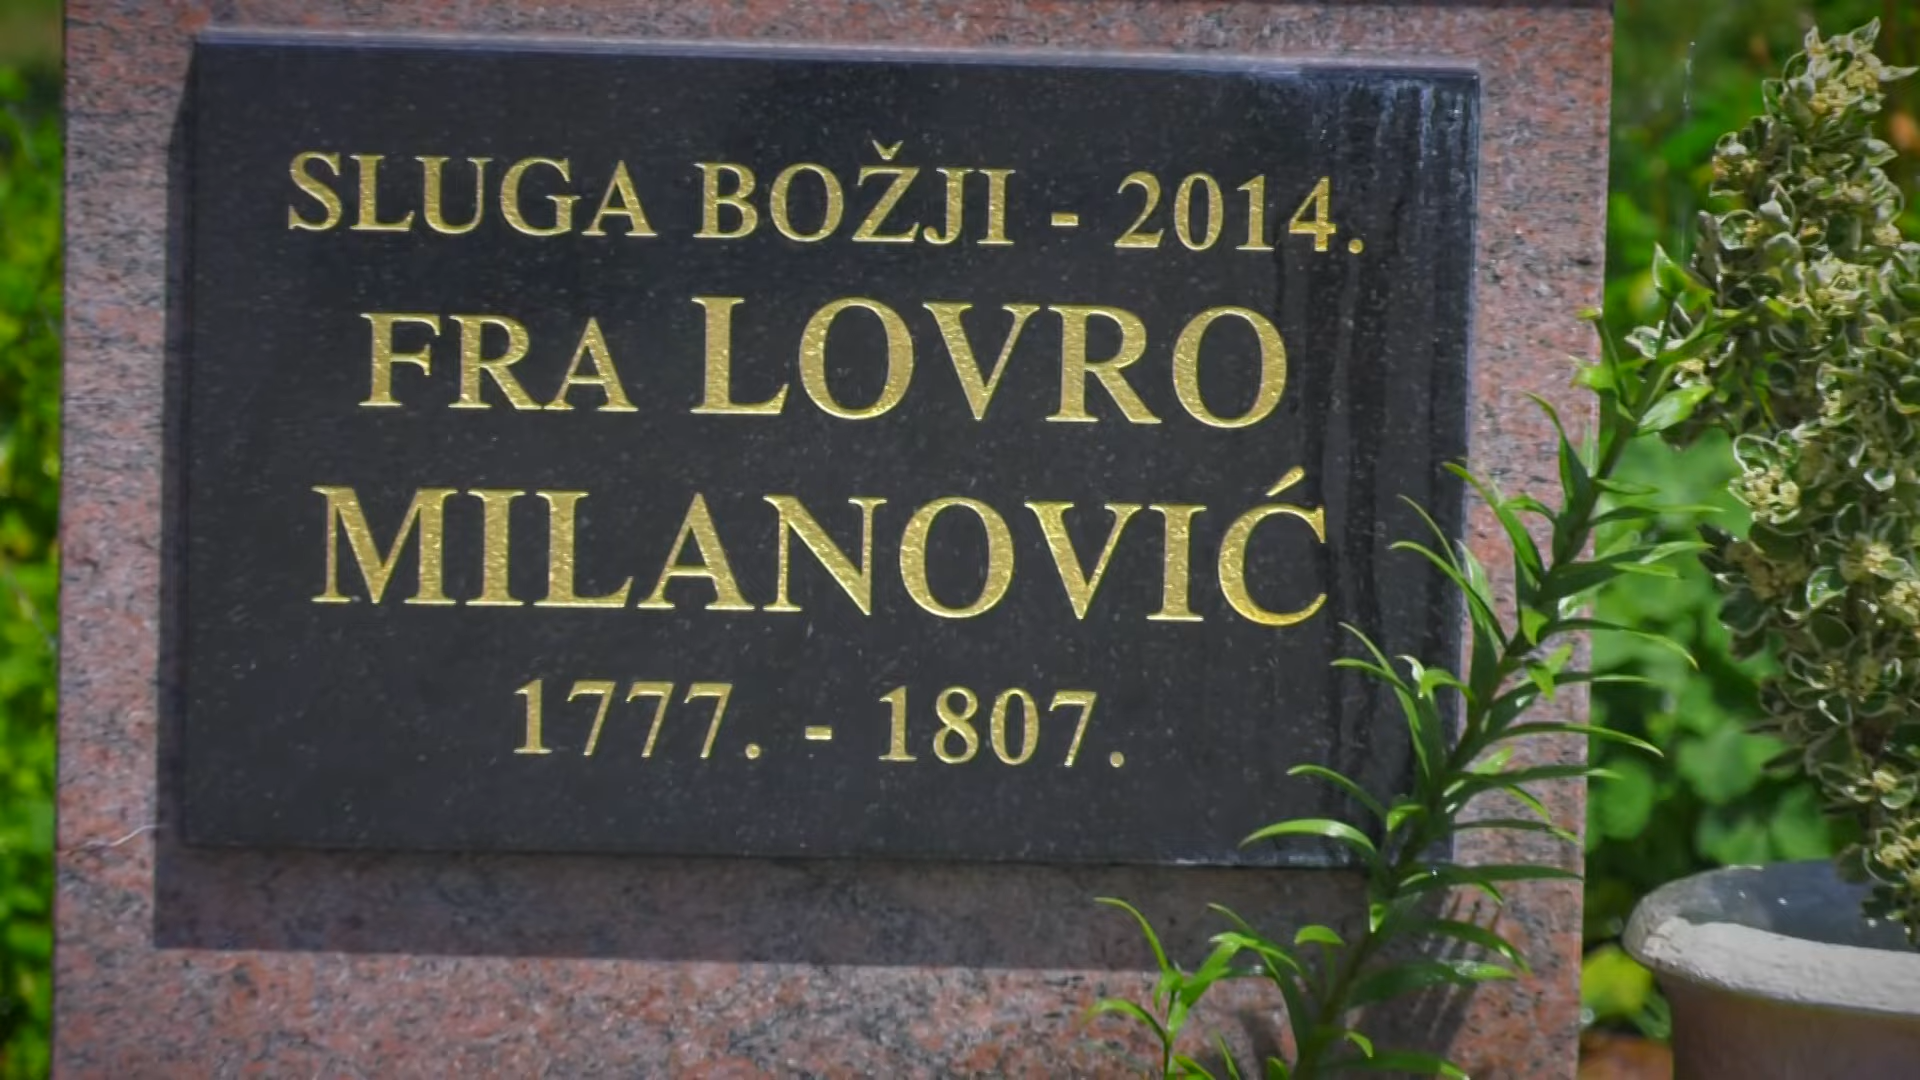 SLUGA BOŽJI - 2014.
FRA LOVRO
MILANOVIĆ
1777. - 1807.